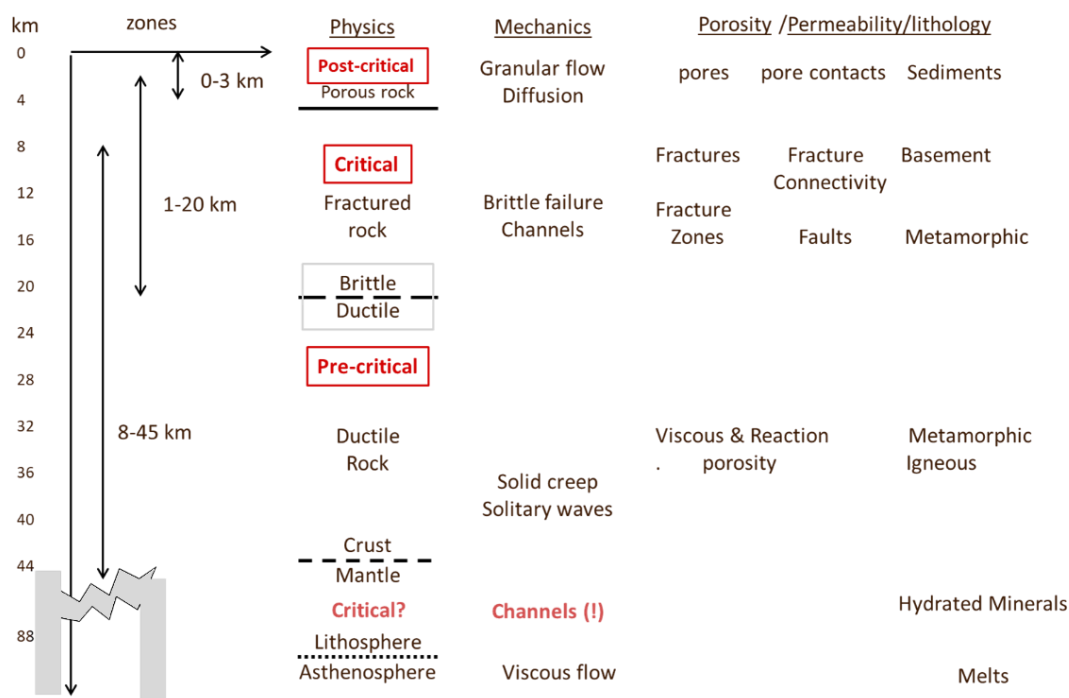 km zones Physics Mechanics Porosity /Permeability/lithology
0
0-3 km
Post-critical
Porous rock
Granular flow
Diffusion
pores pore contacts Sediments
4
8
Critical
Fractures Fracture Basement
Connectivity
12
1-20 km
Fractured
rock
Brittle failure
Channels
Fracture
Zones Faults Metamorphic
16
Brittle
20
Ductile
24
Pre-critical
28
32
8-45 km
Ductile
Rock
Viscous & Reaction
. porosity
Metamorphic
Igneous
36
Solid creep
Solitary waves
40
Crust
44
Mantle
Critical? Channels (!) Hydrated Minerals
88
Lithosphere
Asthenosphere Viscous flow Melts